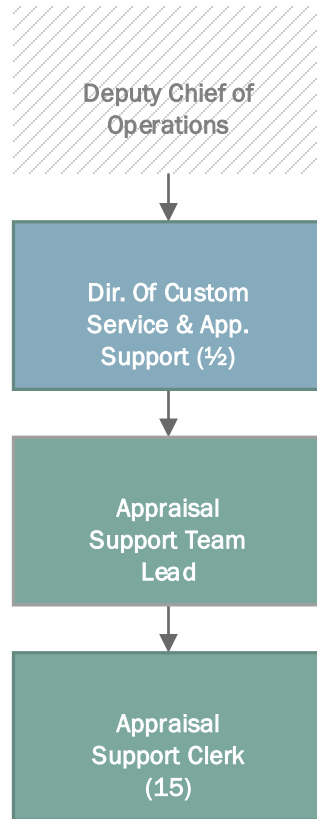 Deputy Chief of
Operations
Dir. Of Custom
Service & App.
Support (½)
Appraisal
Support Team
Lead
Appraisal
Support Clerk
(15)